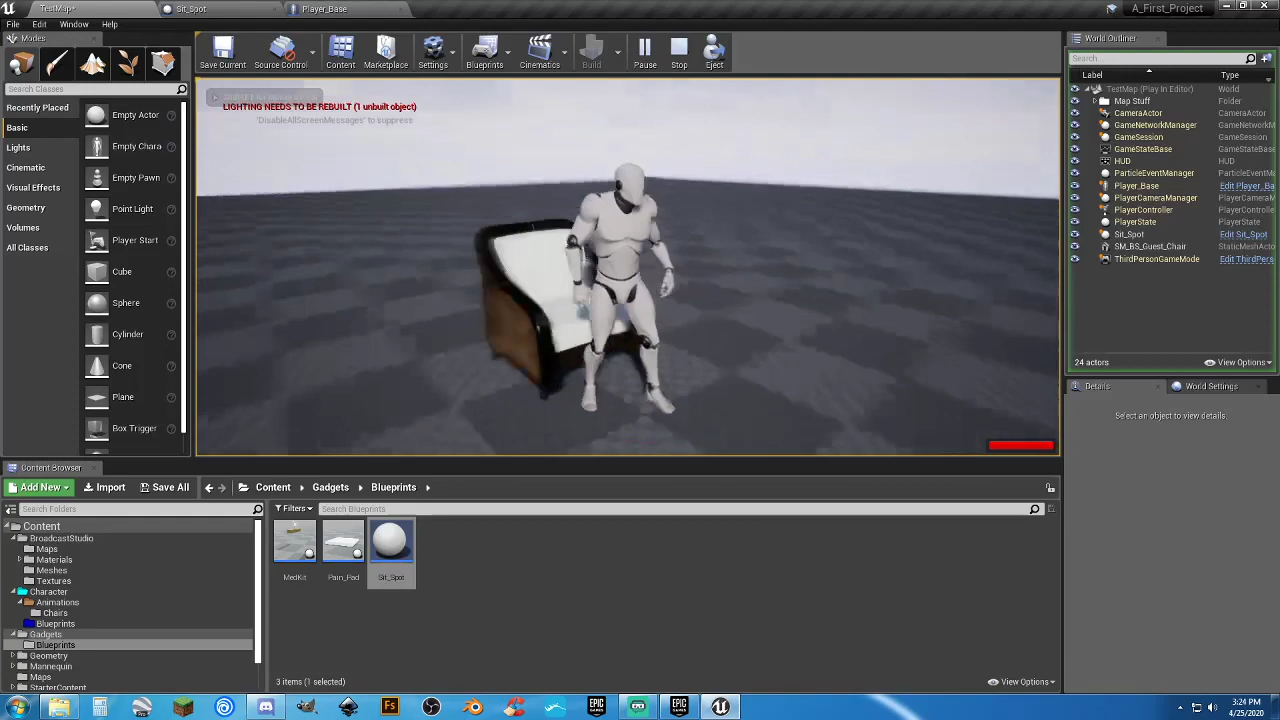 TestMap*
Sit_Spot
Player_Base
A_First_Project
File Edit Window Help
Modes
Search Classes
Recently Placed
Basic
Lights
Cinematic
Visual Effects
Geometry
Volumes
All Classes
Empty Actor
Empty Chara
Empty Pawn
Point Light
Player Start
Cube
Sphere
Cylinder
Cone
Plane
Box Trigger
Save Current
Source Control
Content
Marketplace
Settings
Blueprints
Cinematics
Build
Pause
Stop
Eject
LIGHTING NEEDS TO BE REBUILT (1 unbuilt object)
'DisableAllScreenMessages' to suppress
World Outliner
Search...
Label Type
TestMap (Play In Editor) World
Map Stuff Folder
CameraActor CameraActor
GameNetworkManager GameNetworkM
GameSession GameSession
GameStateBase GameStateBase
HUD HUD
ParticleEventManager ParticleEventM
Player_Base Edit Player_Ba
PlayerCameraManager PlayerCameraM
PlayerController PlayerControlle
PlayerState PlayerState
Sit_Spot Edit Sit_Spot
SM_BS_Guest_Chair StaticMeshActo
ThirdPersonGameMode Edit ThirdPers
24 actors
View Options
Details
World Settings
Select an object to view details.
Content Browser
Add New Import Save All
Content Gadgets Blueprints
Search Folders
Filters Search Blueprints
Content
BroadcastStudio
Maps
Materials
Meshes
Textures
Character
Animations
Chairs
Blueprints
Gadgets
Blueprints
Geometry
Mannequin
Maps
StarterContent
MedKit
Pain_Pad
Sit_Spot
3 items (1 selected)
View Options
Pro
Fs
EPIC GAMES
EPIC GAMES
3:24 PM
4/25/2020